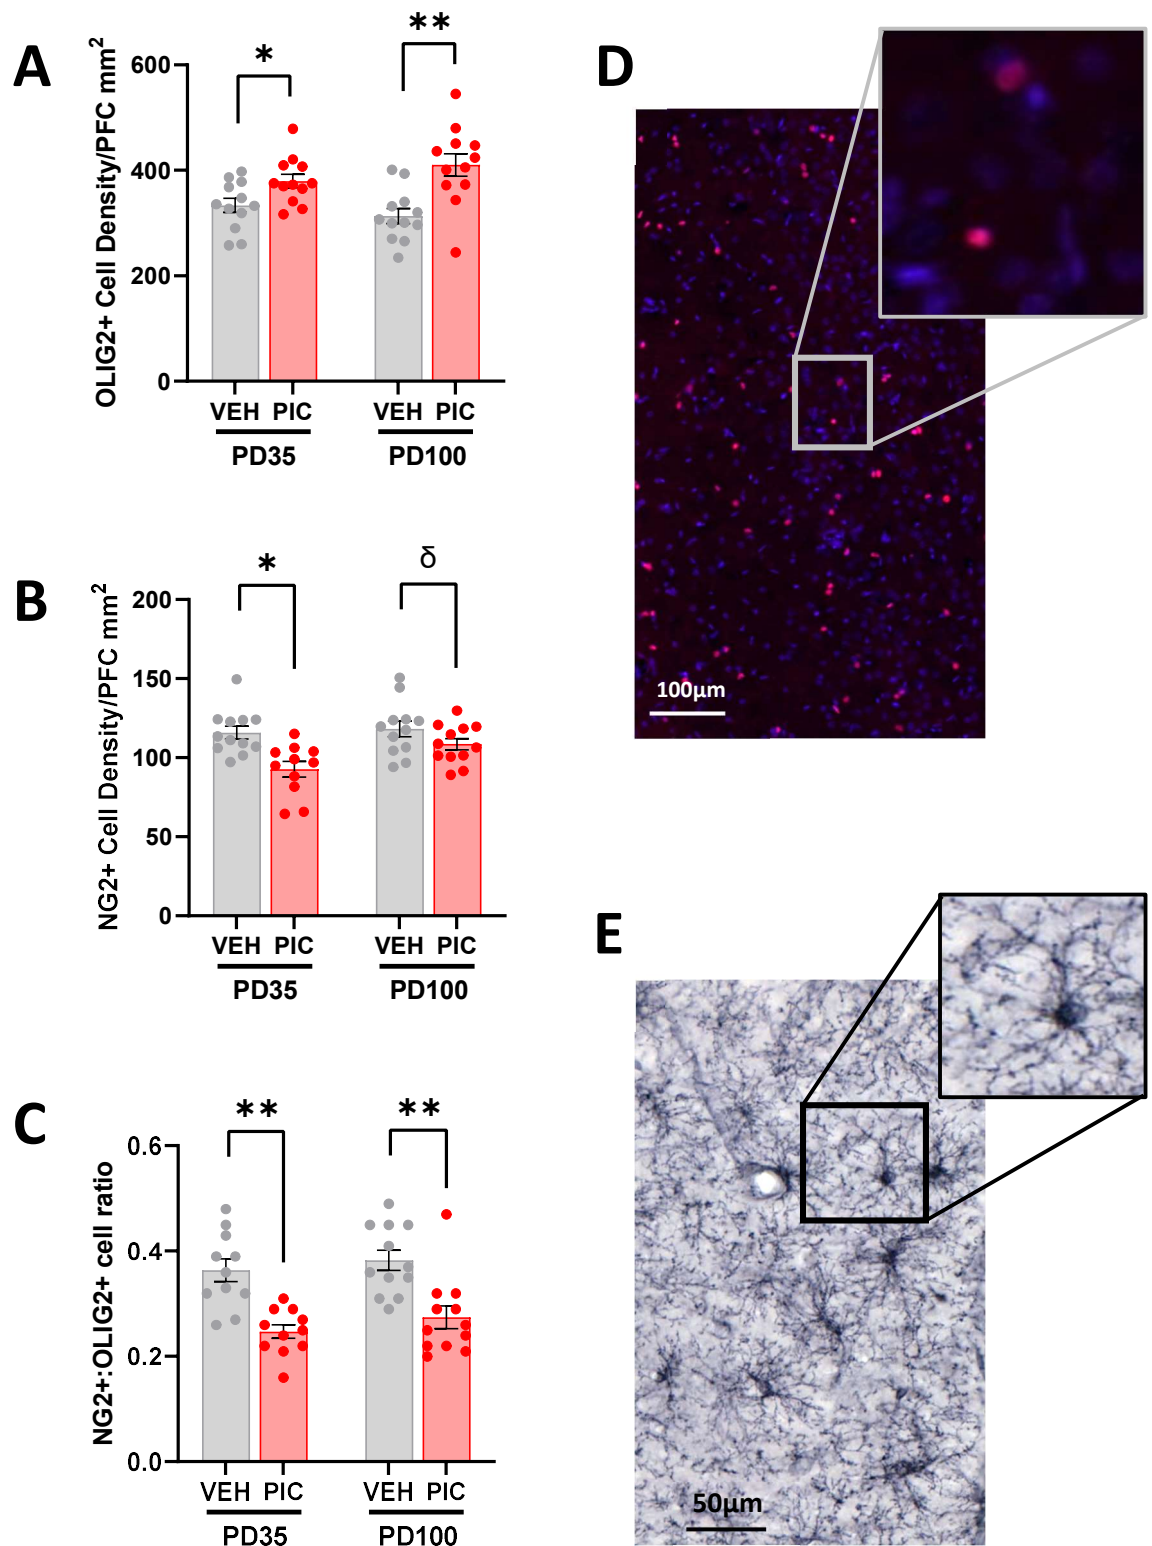 A
OLIG2+ Cell Density/PFC mm2
600
400
200
0
*
**
VEH PIC VEH PIC
PD35 PD100
B
NG2+ Cell Density/PFC mm2
200
150
100
50
0
*
δ
VEH PIC VEH PIC
PD35 PD100
C
NG2+:OLIG2+ cell ratio
0.6
0.4
0.2
0.0
**
**
VEH PIC VEH PIC
PD35 PD100
D
100μm
E
50μm